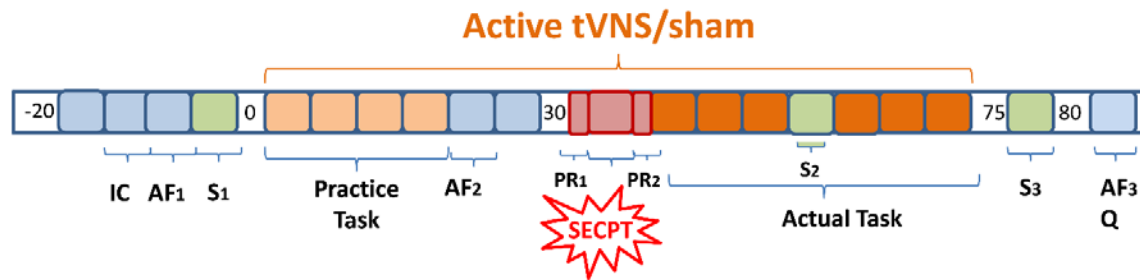 Active tVNS/sham
-20 0 30 75 80
IC AF1 S1 Practice Task AF2 PR1 SECPT PR2 S2 Actual Task S3 AF3 Q